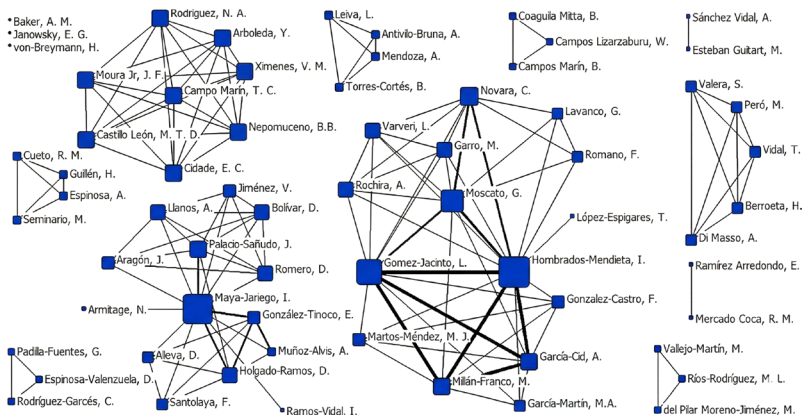 Baker, A. M.
Janowsky, E. G.
von-Breymann, H.
Rodriguez, N. A.
Arboleda, Y.
Ximenes, V. M.
Moura Jr, J. F.
Campo Marín, T. C.
Castillo León, M. T. D.
Nepomuceno, B.B.
Cidade, E. C.
Leiva, L.
Antivilo-Bruna, A.
Mendoza, A.
Torres-Cortés, B.
Coaguila Mitta, B.
Campos Lizarzaburu, W.
Campos Marín, B.
Sánchez Vidal, A.
Esteban Guitart, M.
Cueto, R. M.
Guillén, H.
Espinosa, A.
Seminario, M.
Novara, C.
Lavanco, G.
Varveri, L.
Garro, M.
Romano, F.
Rochira, A.
Moscato, G.
López-Espigares, T.
Gomez-Jacinto, L.
Hombrados-Mendieta, I.
Gonzalez-Castro, F.
Martos-Méndez, M. J.
García-Cid, A.
Millán-Franco, M.
García-Martín, M.A.
Valera, S.
Peró, M.
Vidal, T.
Berroeta, H.
Di Masso, A.
Jiménez, V.
Llanos, A.
Bolívar, D.
Palacio-Sañudo, J.
Aragón, J.
Romero, D.
Armitage, N.
Maya-Jariego, I.
González-Tinoco, E.
Muñoz-Alvis, A.
Alleva, D.
Holgado-Ramos, D.
Santolaya, F.
Ramos-Vidal, I.
Ramírez Arredondo, E.
Mercado Coca, R. M.
Padilla-Fuentes, G.
Espinosa-Valenzuela, D.
Rodríguez-Garcés, C.
Vallejo-Martín, M.
Ríos-Rodríguez, M. L.
del Pilar Moreno-Jiménez, M.